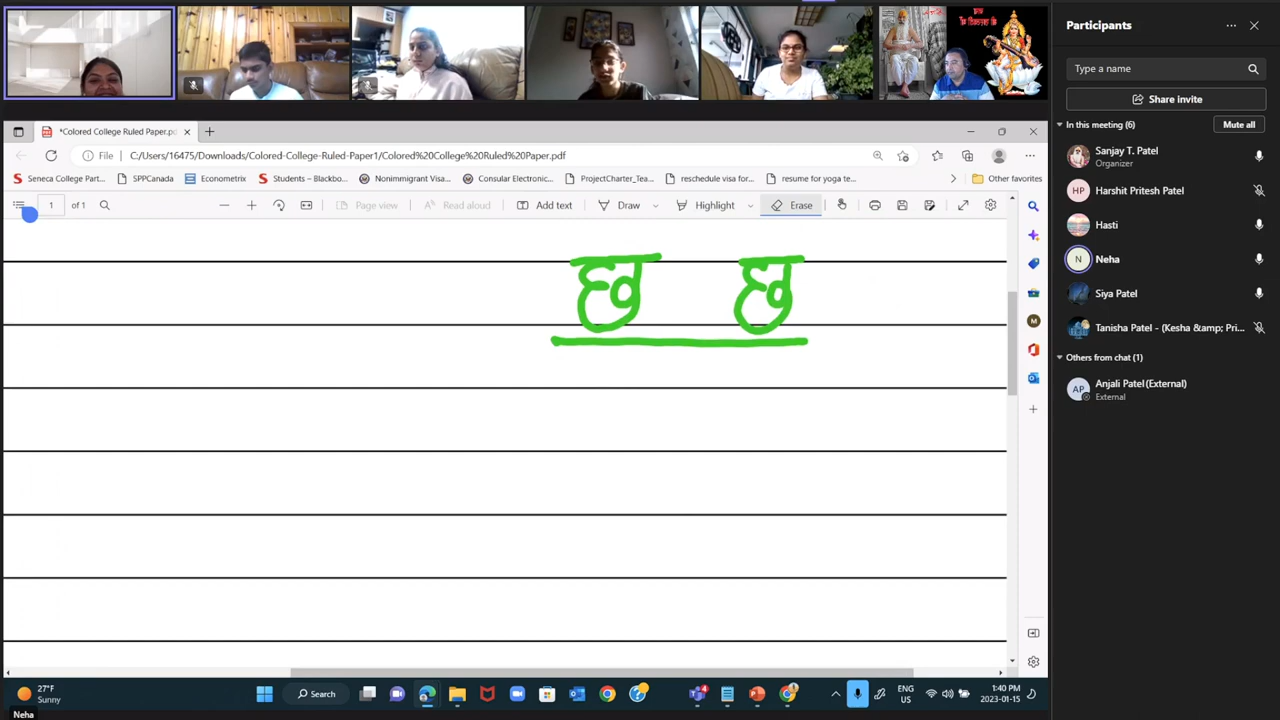 Participants
Type a name
Share invite
In this meeting (6)
Mute all
Sanjay T. Patel
Organizer
HP
Harshit Pritesh Patel
Hasti
N
Neha
Siya Patel
Tanisha Patel - (Kesha &amp; Pri...
Others from chat (1)
AP
Anjali Patel (External)
External
*Colored College Ruled Paper.pd
File
C:/Users/16475/Downloads/Colored-College-Ruled-Paper1/Colored%20College%20Ruled%20Paper.pdf
Seneca College Part...
SPPCanada
Econometrix
Students – Blackbo...
Nonimmigrant Visa...
Consular Electronic...
ProjectCharter_Tea...
reschedule visa for...
resume for yoga te...
Other favorites
1 of 1
Page view
Read aloud
Add text
Draw
Highlight
Erase
M
27°F
Sunny
Search
ENG
US
1:40 PM
2023-01-15
Neha